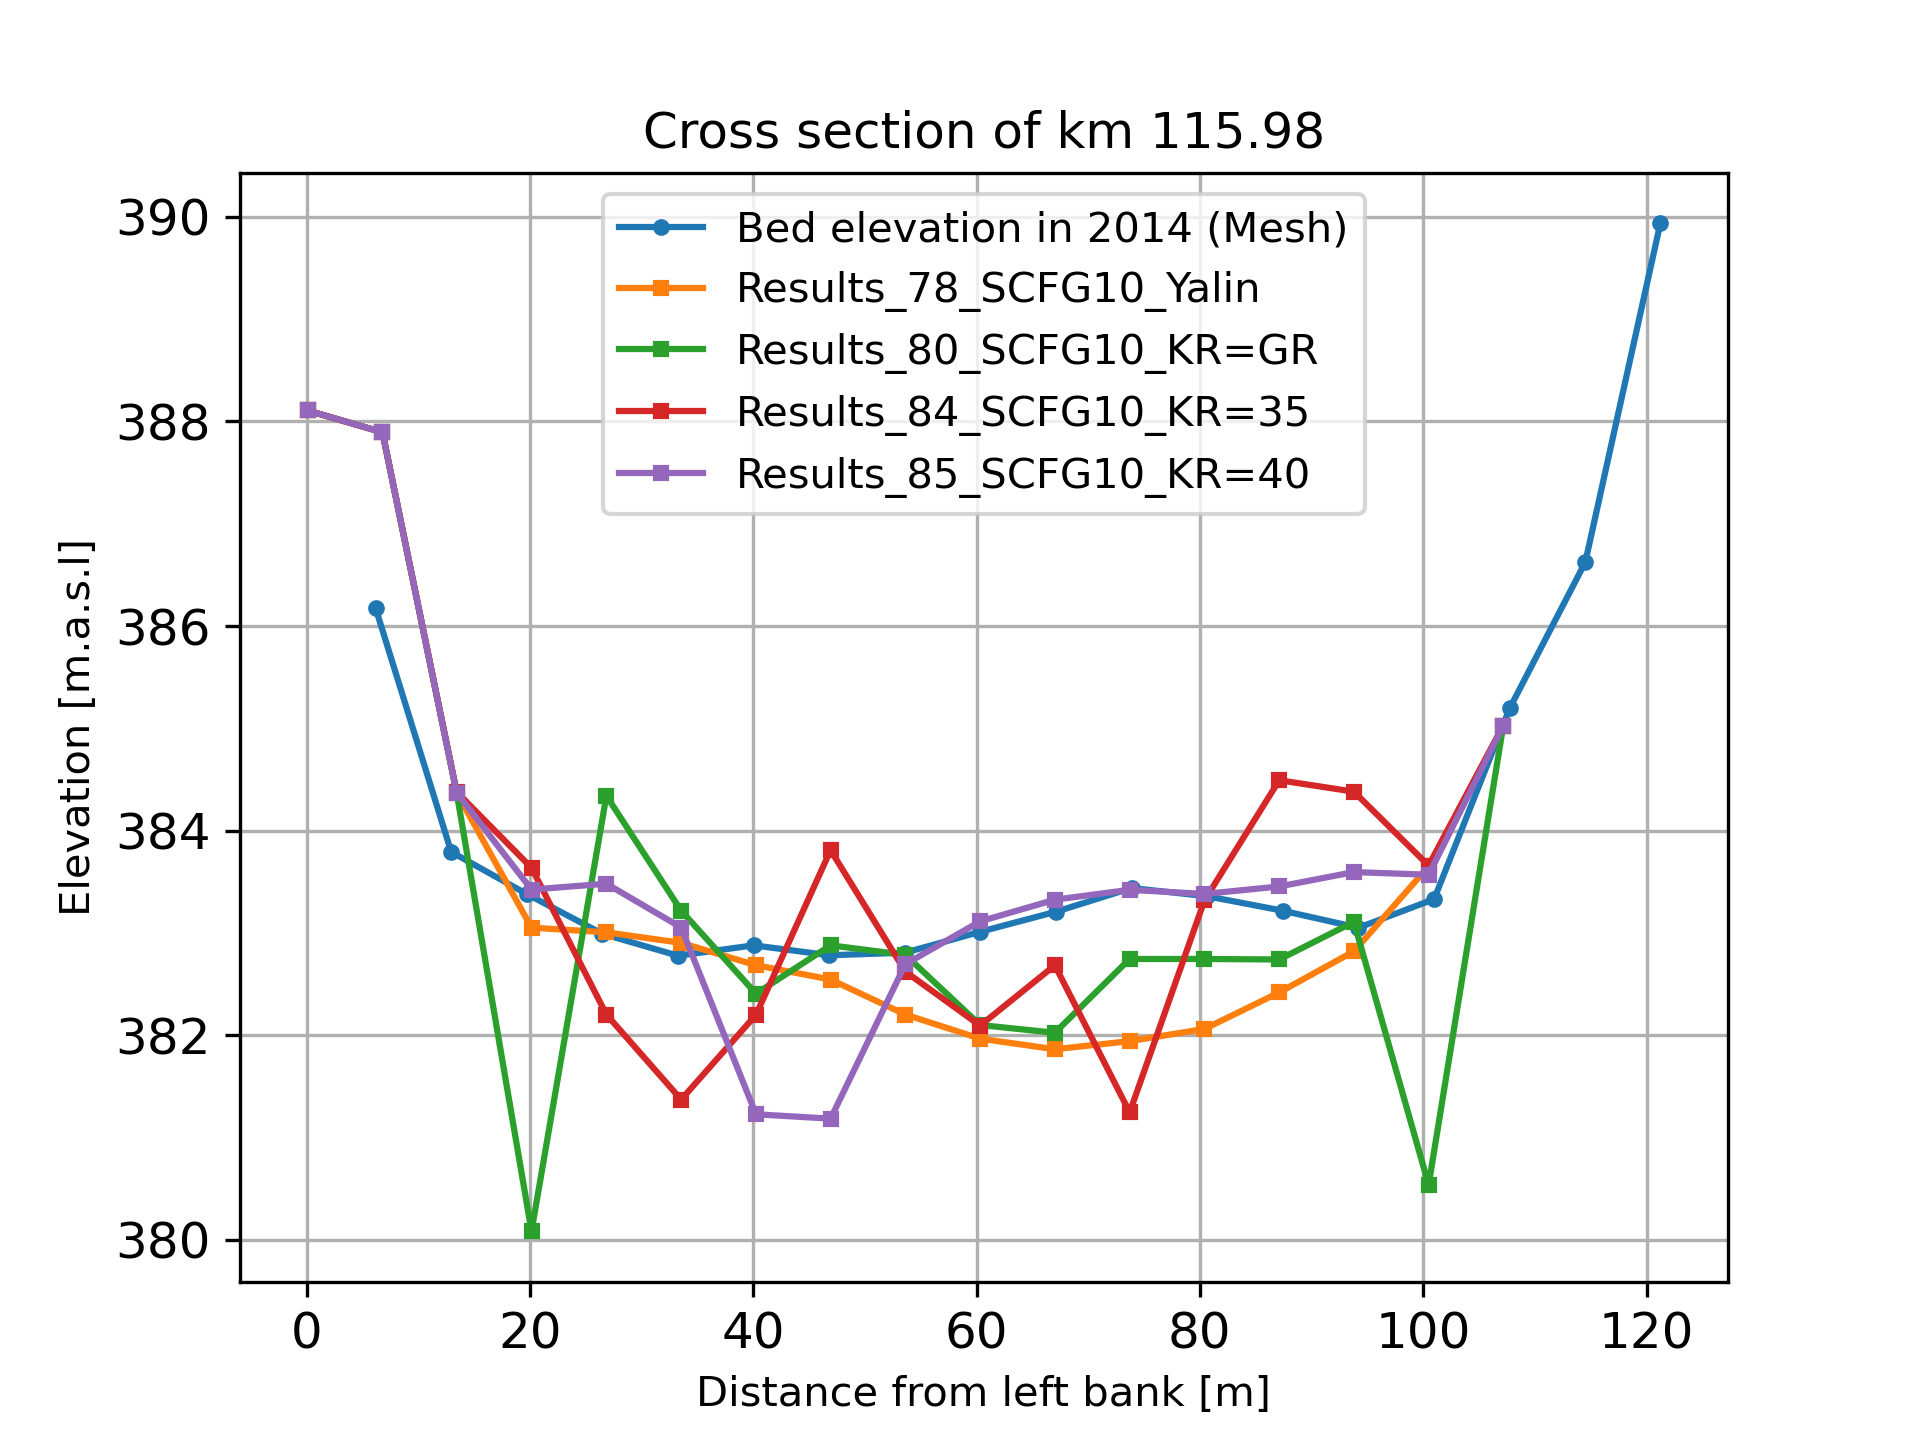 Cross section of km 115.98
Bed elevation in 2014 (Mesh)
Results_78_SCFG10_Yalin
Results_80_SCFG10_KR=GR
Results_84_SCFG10_KR=35
Results_85_SCFG10_KR=40
Elevation [m.a.s.l]
390
388
386
384
382
380
0 20 40 60 80 100 120
Distance from left bank [m]